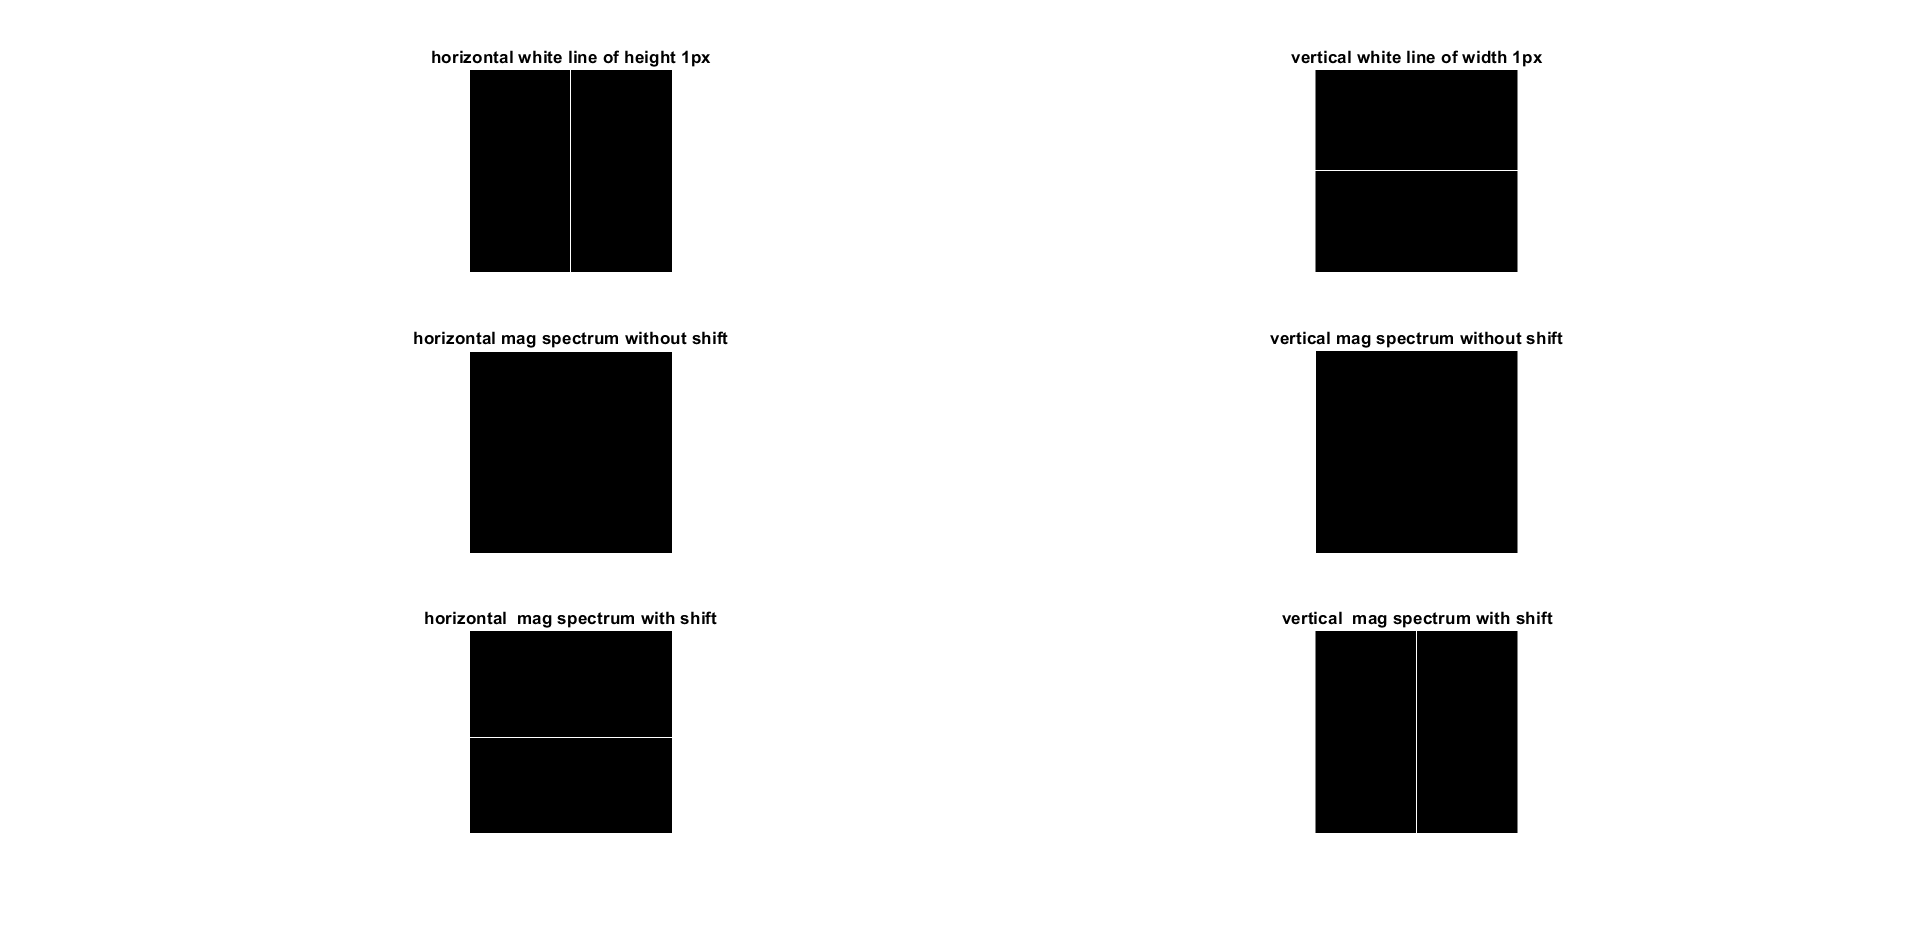 horizontal white line of height 1px
vertical white line of width 1px
horizontal mag spectrum without shift
vertical mag spectrum without shift
horizontal  mag spectrum with shift
vertical  mag spectrum with shift